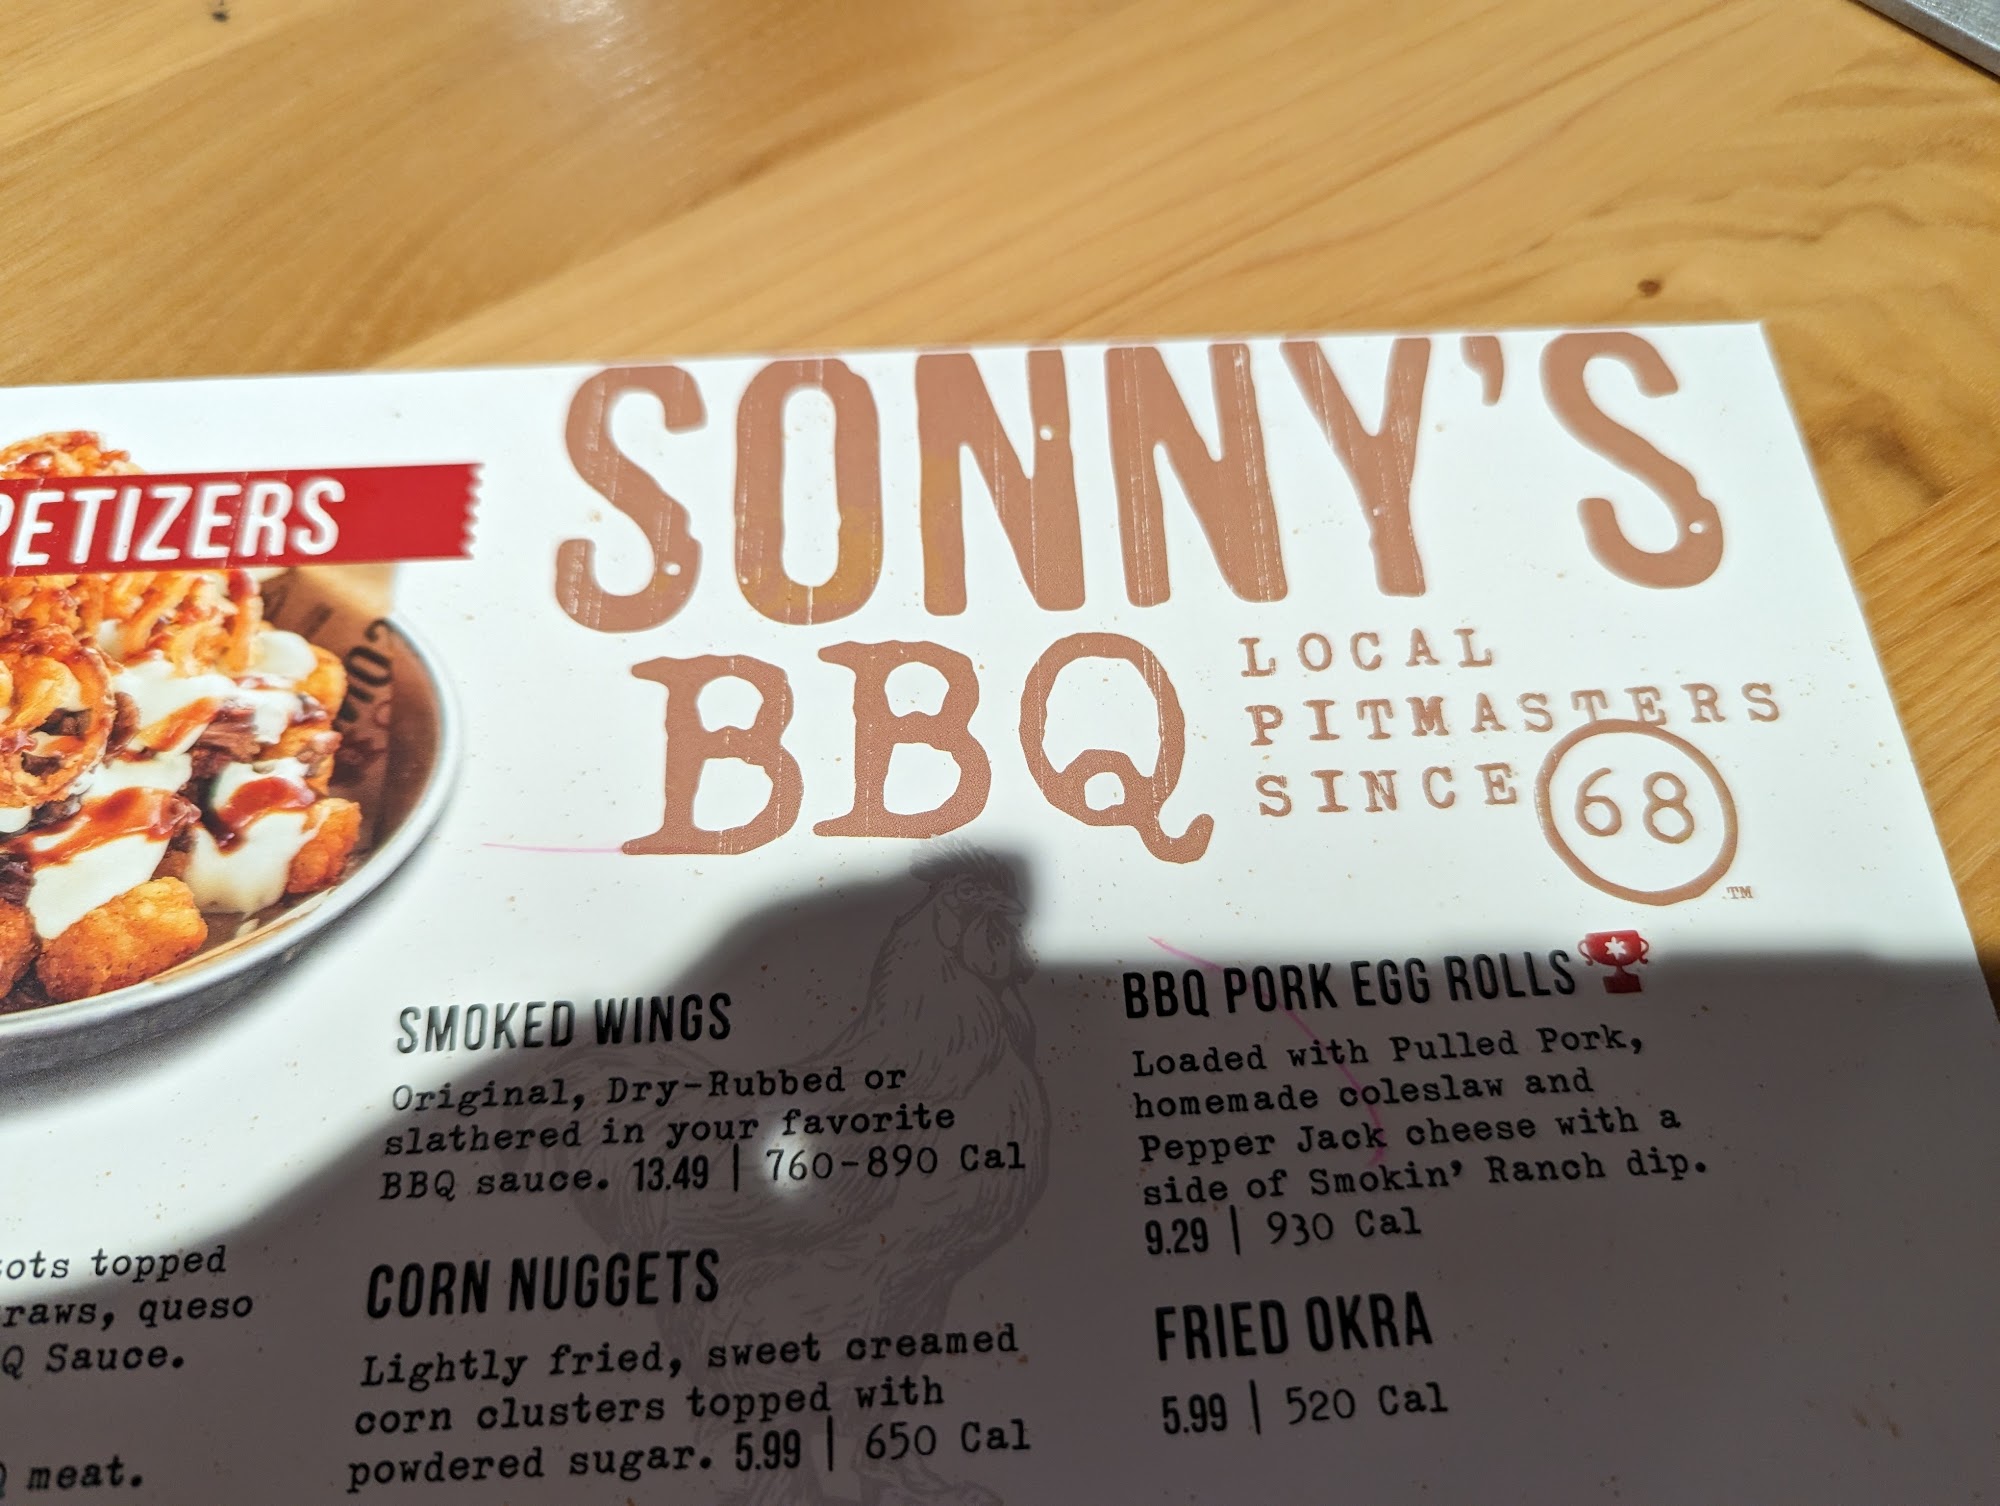 SONNY'S
BBQ
LOCAL
PITMASTERS
SINCE 68
TM
PETIZERS
SMOKED WINGS
Original, Dry-Rubbed or
slathered in your favorite
BBQ sauce. 13.49 | 760-890 Cal
CORN NUGGETS
Lightly fried, sweet creamed
corn clusters topped with
powdered sugar. 5.99 | 650 Cal
BBQ PORK EGG ROLLS
Loaded with Pulled Pork,
homemade coleslaw and
Pepper Jack cheese with a
side of Smokin' Ranch dip.
9.29 | 930 Cal
FRIED OKRA
5.99 | 520 Cal
ots topped
raws, queso
Q Sauce.
meat.